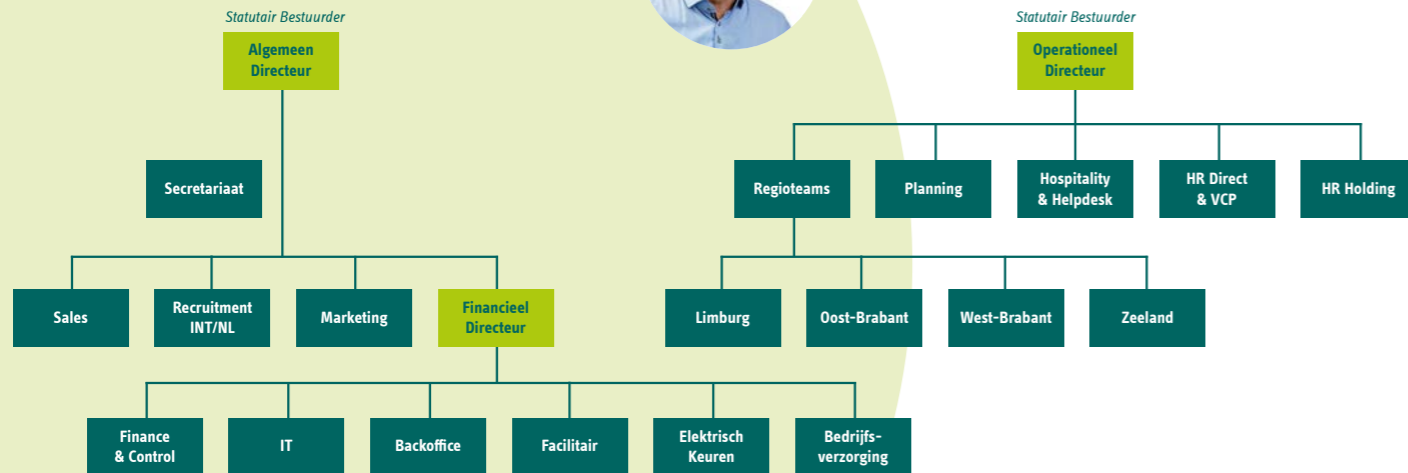 Statutair Bestuurder
Algemeen
Directeur
Secretariaat
Sales
Recruitment
INT/NL
Marketing
Financieel
Directeur
Finance
& Control
IT
Backoffice
Facilitair
Elektrisch
Keuren
Bedrijfs-
verzorging
Statutair Bestuurder
Operationeel
Directeur
Regioteams
Planning
Hospitality
& Helpdesk
HR Direct
& VCP
HR Holding
Limburg
Oost-Brabant
West-Brabant
Zeeland